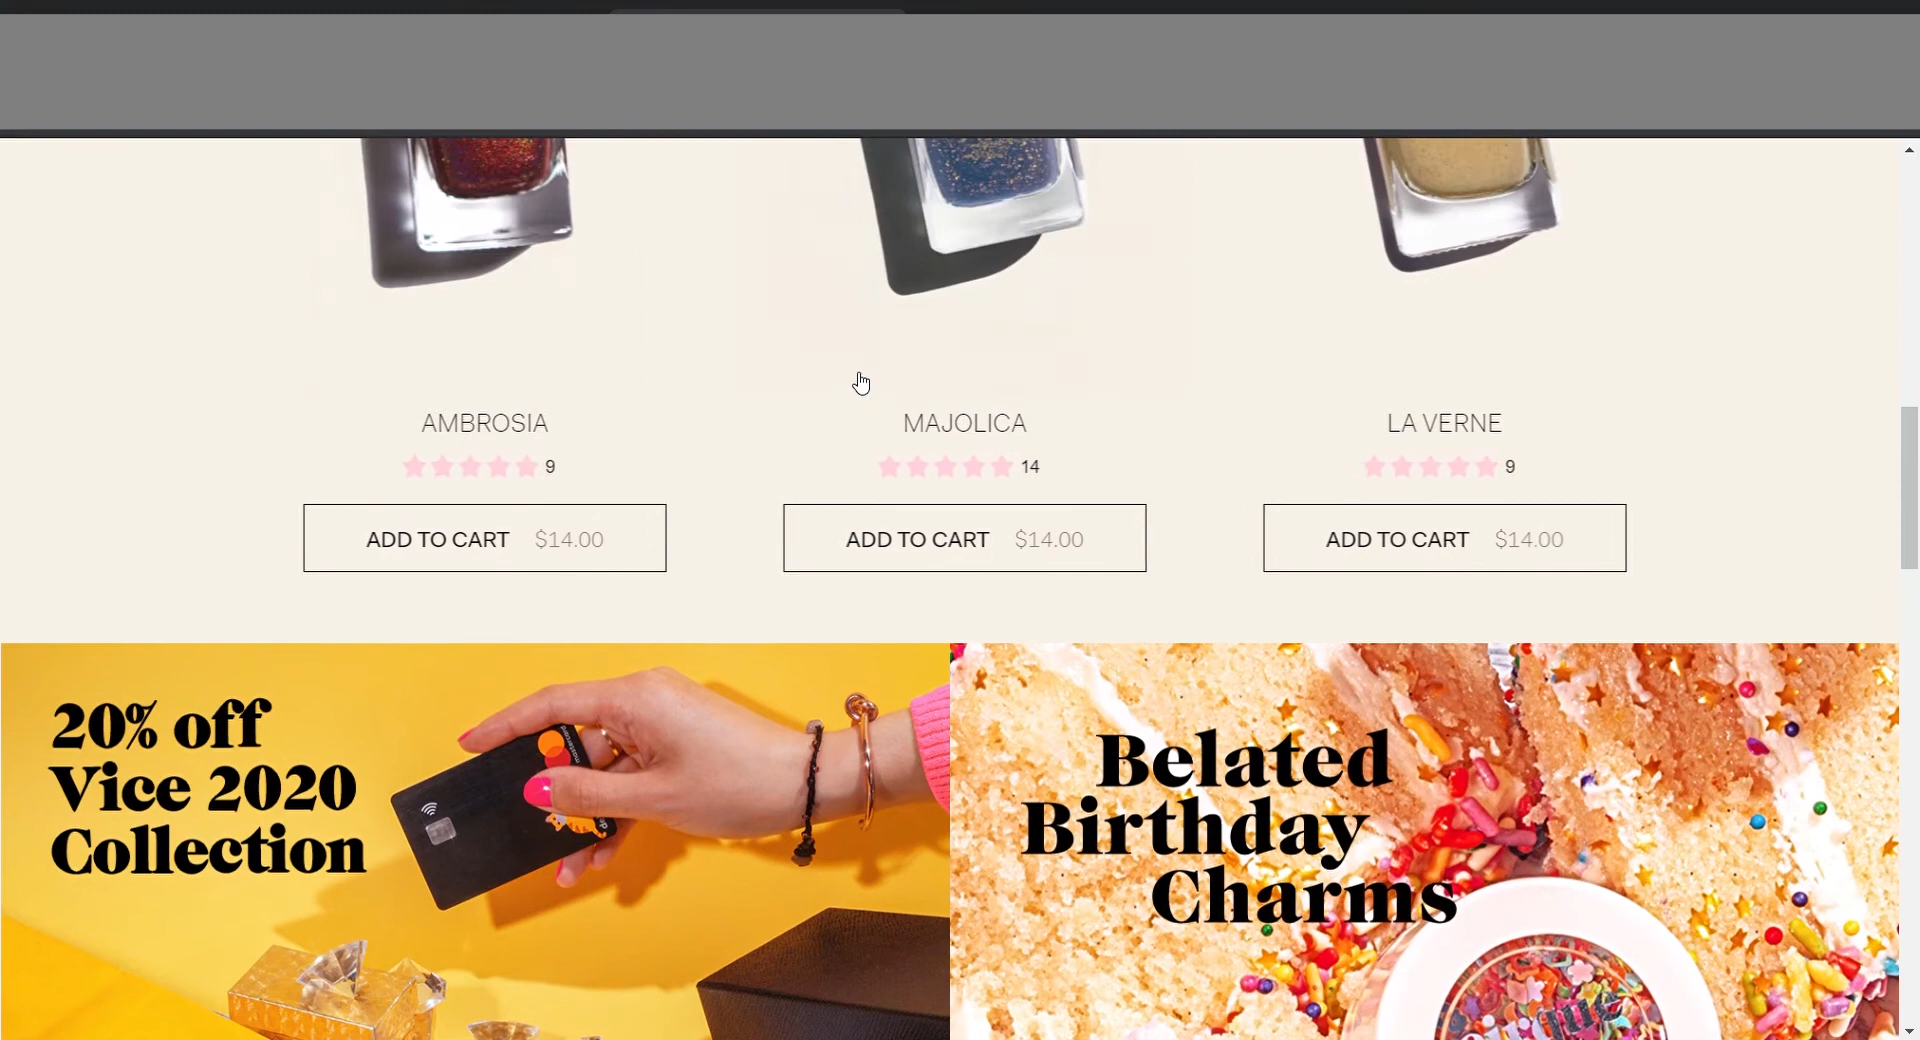 AMBROSIA
9
ADD TO CART $14.00
MAJOLICA
14
ADD TO CART $14.00
LA VERNE
9
ADD TO CART $14.00
20% off
Vice 2020
Collection
mastercard
Belated
Birthday
Charms